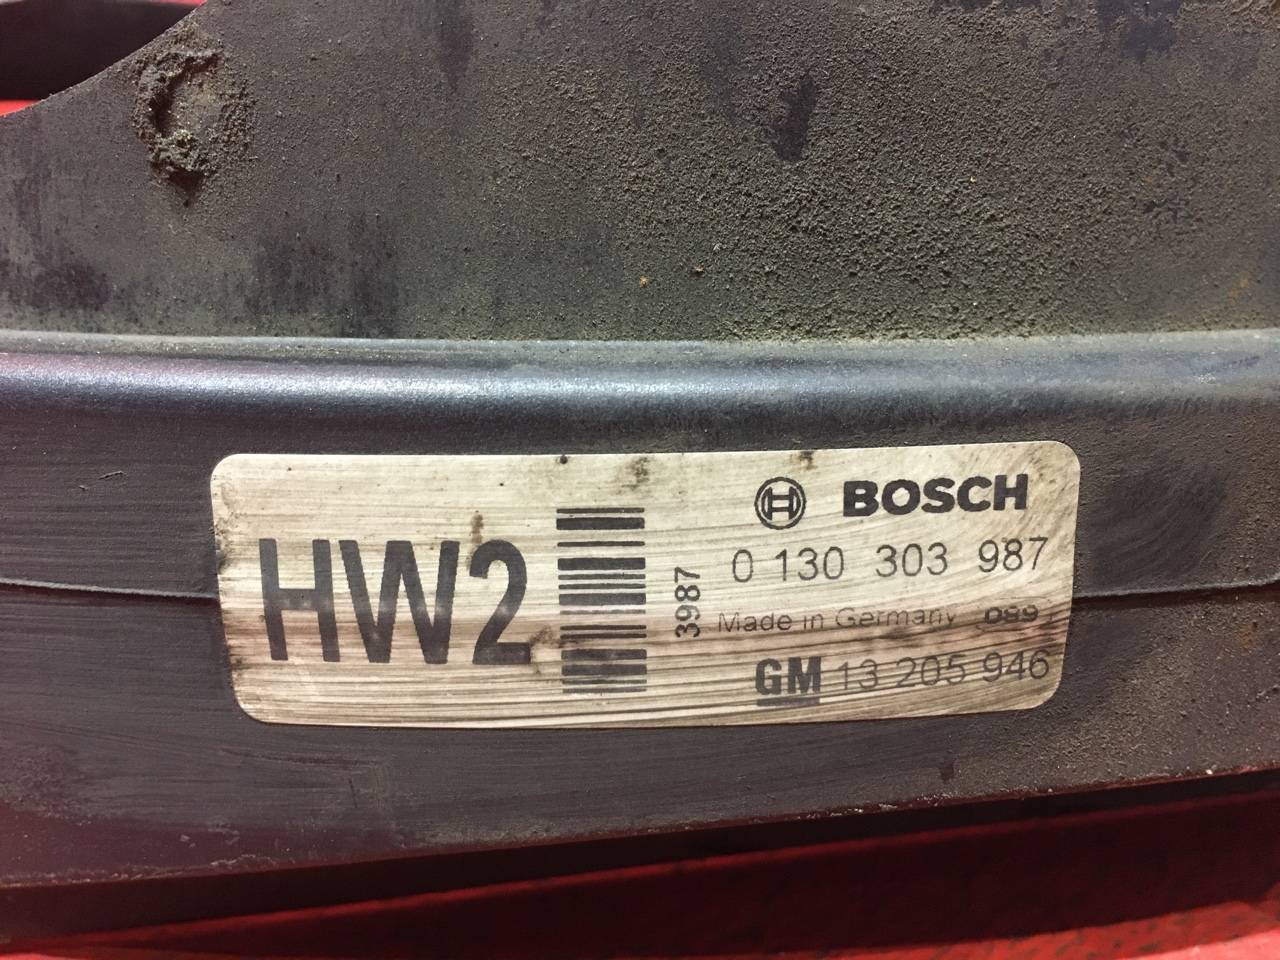 HW2
3987
BOSCH
0 130 303 987
Made in Germany 089
GM 13 205 946